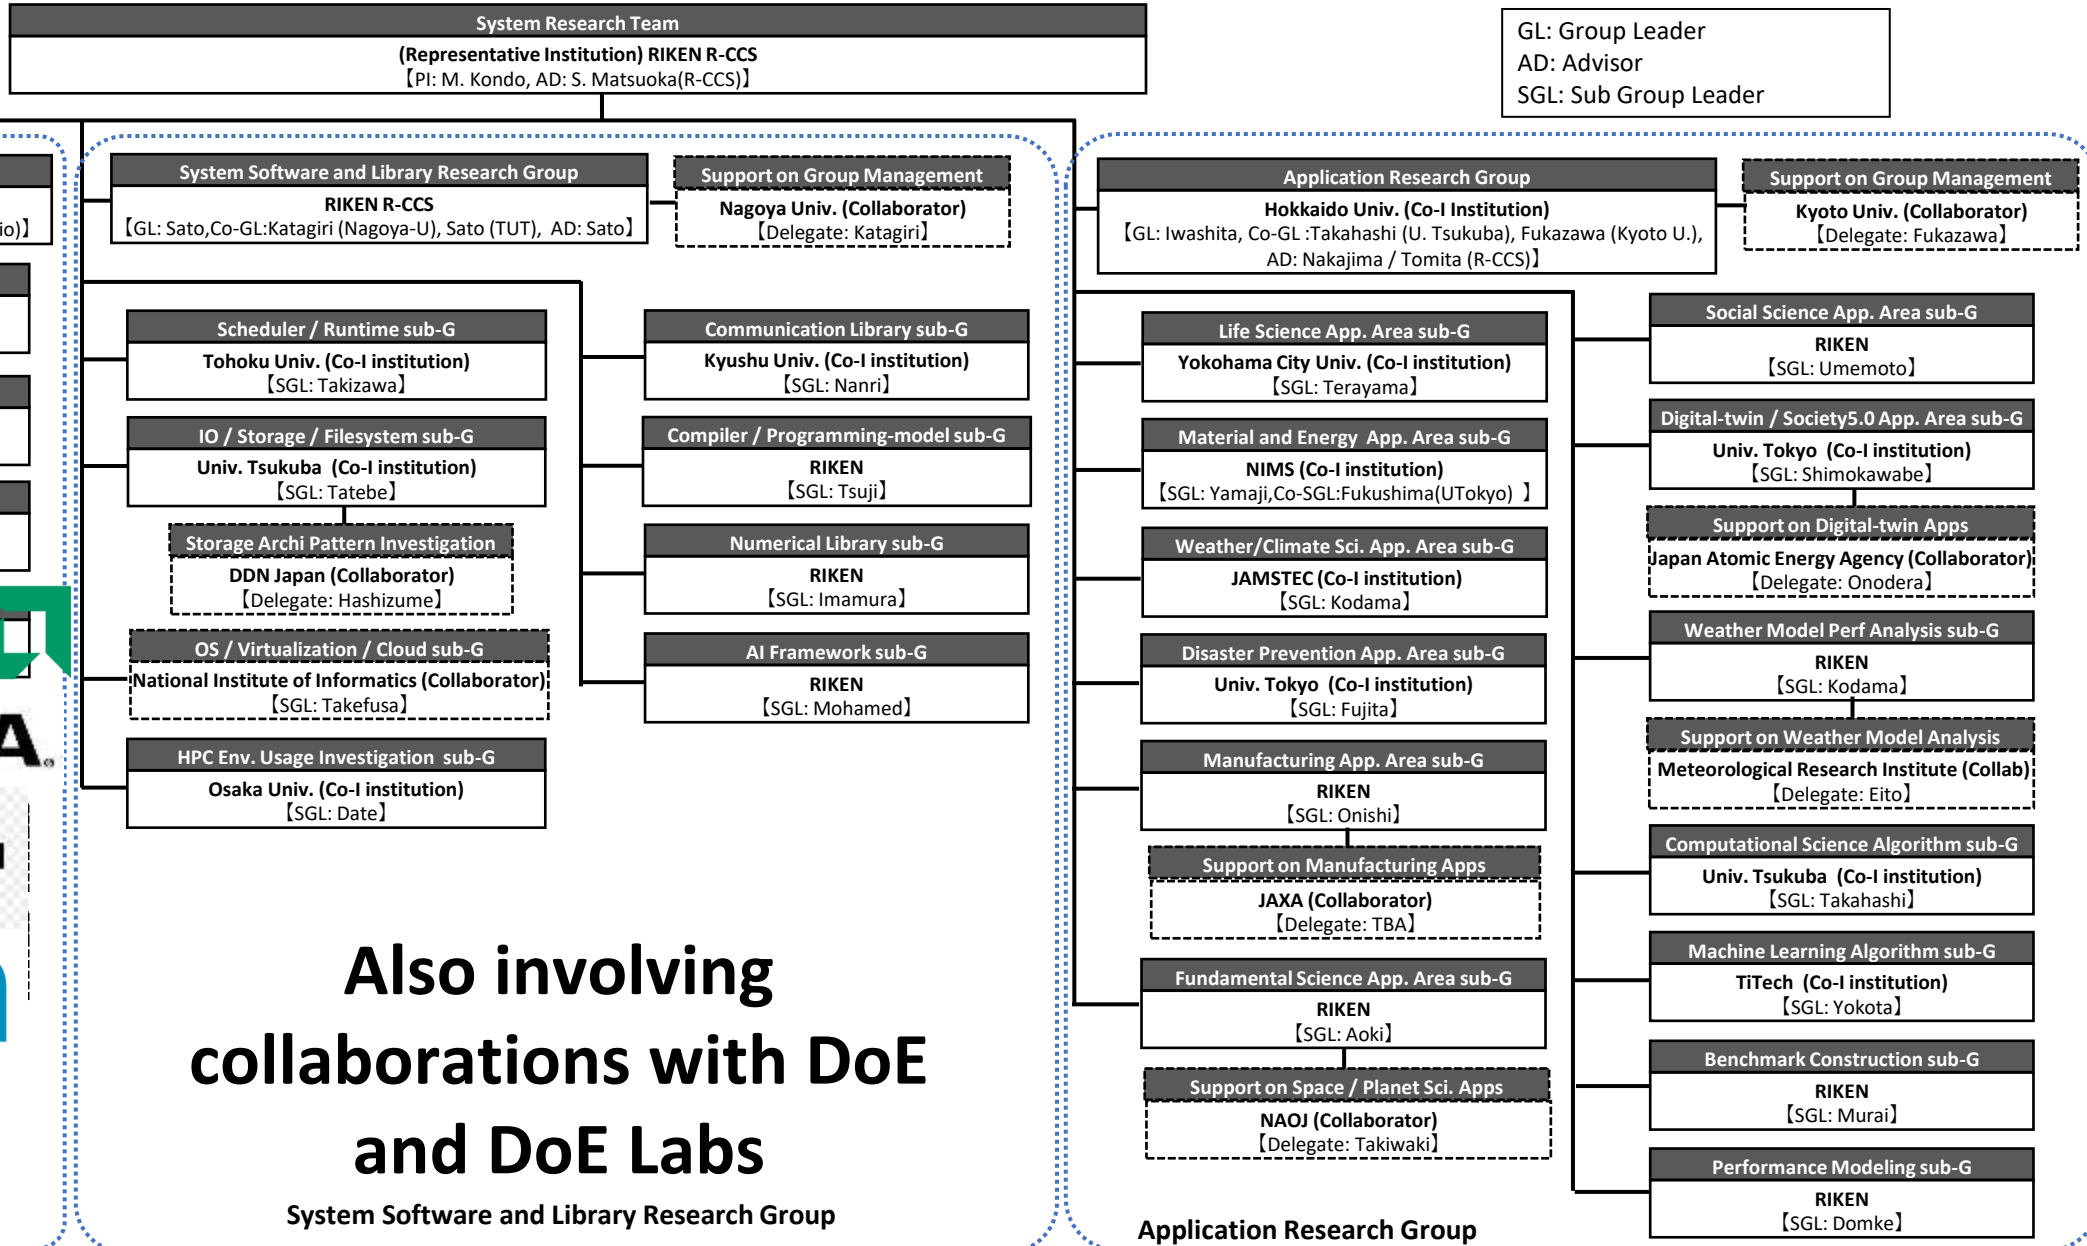 System Research Team
(Representative Institution) RIKEN R-CCS
【PI: M. Kondo, AD: S. Matsuoka(R-CCS)】
GL: Group Leader
AD: Advisor
SGL: Sub Group Leader
io)】
A
System Software and Library Research Group
RIKEN R-CCS
【GL: Sato,Co-GL:Katagiri (Nagoya-U), Sato (TUT), AD: Sato】
Support on Group Management
Nagoya Univ. (Collaborator)
【Delegate: Katagiri】
Scheduler / Runtime sub-G
Tohoku Univ. (Co-I institution)
【SGL: Takizawa】
IO / Storage / Filesystem sub-G
Univ. Tsukuba (Co-I institution)
【SGL: Tatebe】
Storage Archi Pattern Investigation
DDN Japan (Collaborator)
【Delegate: Hashizume】
OS / Virtualization / Cloud sub-G
National Institute of Informatics (Collaborator)
【SGL: Takefusa】
HPC Env. Usage Investigation sub-G
Osaka Univ. (Co-I institution)
【SGL: Date】
Communication Library sub-G
Kyushu Univ. (Co-I institution)
【SGL: Nanri】
Compiler / Programming-model sub-G
RIKEN
【SGL: Tsuji】
Numerical Library sub-G
RIKEN
【SGL: Imamura】
AI Framework sub-G
RIKEN
【SGL: Mohamed】
Also involving
collaborations with DoE
and DoE Labs
System Software and Library Research Group
Application Research Group
Hokkaido Univ. (Co-I Institution)
【GL: Iwashita, Co-GL :Takahashi (U. Tsukuba), Fukazawa (Kyoto U.),
AD: Nakajima / Tomita (R-CCS)】
Support on Group Management
Kyoto Univ. (Collaborator)
【Delegate: Fukazawa】
Life Science App. Area sub-G
Yokohama City Univ. (Co-I institution)
【SGL: Terayama】
Material and Energy App. Area sub-G
NIMS (Co-I institution)
【SGL: Yamaji,Co-SGL:Fukushima(UTokyo) 】
Weather/Climate Sci. App. Area sub-G
JAMSTEC (Co-I institution)
【SGL: Kodama】
Disaster Prevention App. Area sub-G
Univ. Tokyo (Co-I institution)
【SGL: Fujita】
Manufacturing App. Area sub-G
RIKEN
【SGL: Onishi】
Support on Manufacturing Apps
JAXA (Collaborator)
【Delegate: TBA】
Fundamental Science App. Area sub-G
RIKEN
【SGL: Aoki】
Support on Space / Planet Sci. Apps
NAOJ (Collaborator)
【Delegate: Takiwaki】
Social Science App. Area sub-G
RIKEN
【SGL: Umemoto】
Digital-twin / Society5.0 App. Area sub-G
Univ. Tokyo (Co-I institution)
【SGL: Shimokawabe】
Support on Digital-twin Apps
Japan Atomic Energy Agency (Collaborator)
【Delegate: Onodera】
Weather Model Perf Analysis sub-G
RIKEN
【SGL: Kodama】
Support on Weather Model Analysis
Meteorological Research Institute (Collab)
【Delegate: Eito】
Computational Science Algorithm sub-G
Univ. Tsukuba (Co-I institution)
【SGL: Takahashi】
Machine Learning Algorithm sub-G
TiTech (Co-I institution)
【SGL: Yokota】
Benchmark Construction sub-G
RIKEN
【SGL: Murai】
Performance Modeling sub-G
RIKEN
【SGL: Domke】
Application Research Group